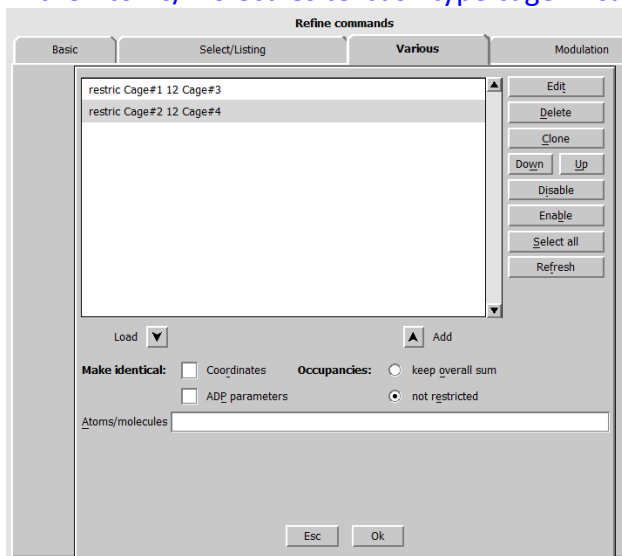 Refine commands
Basic Select/Listing Various Modulation
restric Cage#1 12 Cage#3
restric Cage#2 12 Cage#4
Edit
Delete
Clone
Down Up
Disable
Enable
Select all
Refresh
Load Add
Make identical: Coordinates Occupancies: keep overall sum
ADP parameters not restricted
Atoms/molecules
Esc Ok